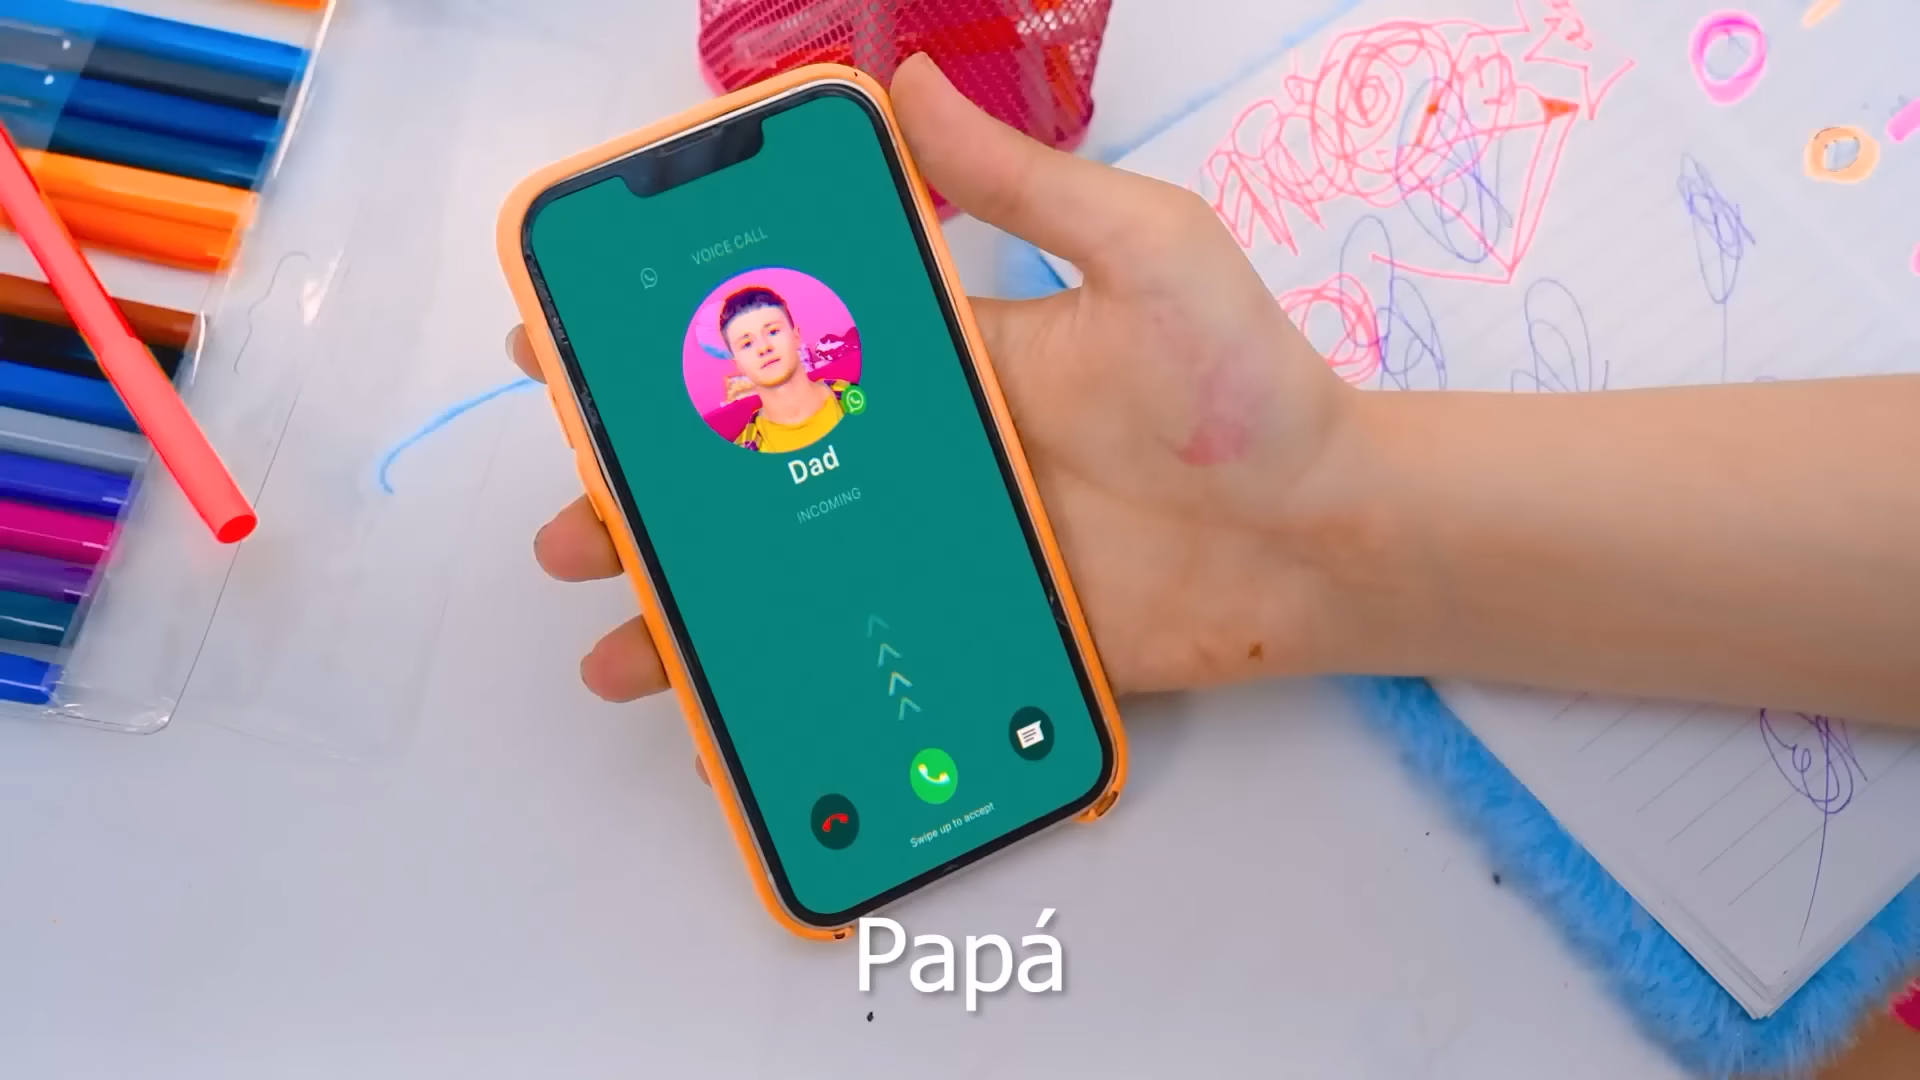 VOICE CALL
Dad
INCOMING
Swipe up to accept
Papá